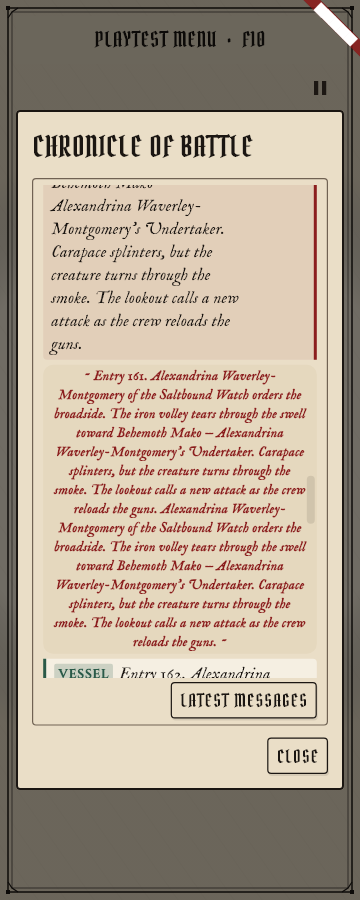 PLAYTEST MENU · F10
CHRONICLE OF BATTLE
Behemoth Mako
Alexandrina Waverley-
Montgomery's Undertaker.
Carapace splinters, but the
creature turns through the
smoke. The lookout calls a new
attack as the crew reloads the
guns.
~ Entry 161. Alexandrina Waverley-
Montgomery of the Saltbound Watch orders the
broadside. The iron volley tears through the swell
toward Behemoth Mako — Alexandrina
Waverley-Montgomery's Undertaker. Carapace
splinters, but the creature turns through the
smoke. The lookout calls a new attack as the crew
reloads the guns. Alexandrina Waverley-
Montgomery of the Saltbound Watch orders the
broadside. The iron volley tears through the swell
toward Behemoth Mako — Alexandrina
Waverley-Montgomery's Undertaker. Carapace
splinters, but the creature turns through the
smoke. The lookout calls a new attack as the crew
reloads the guns. ~
VESSEL Entry 162. Alexandrina
LATEST MESSAGES
CLOSE